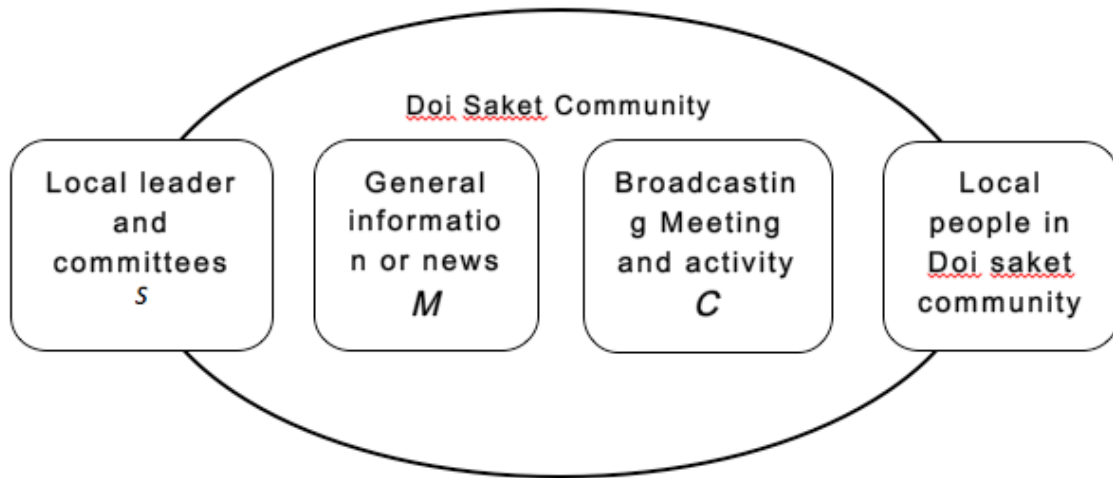 Doi Saket Community
Local leader
and
committees
S
General
informatio
n or news
M
Broadcastin
g Meeting
and activity
C
Local
people in
Doi saket
community